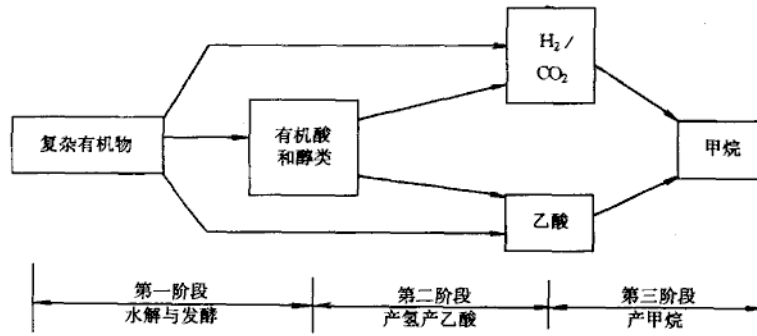 H₂/
CO₂
复杂有机物
有机酸
和醇类
甲烷
乙酸
第一阶段
水解与发酵
第二阶段
产氢产乙酸
第三阶段
产甲烷